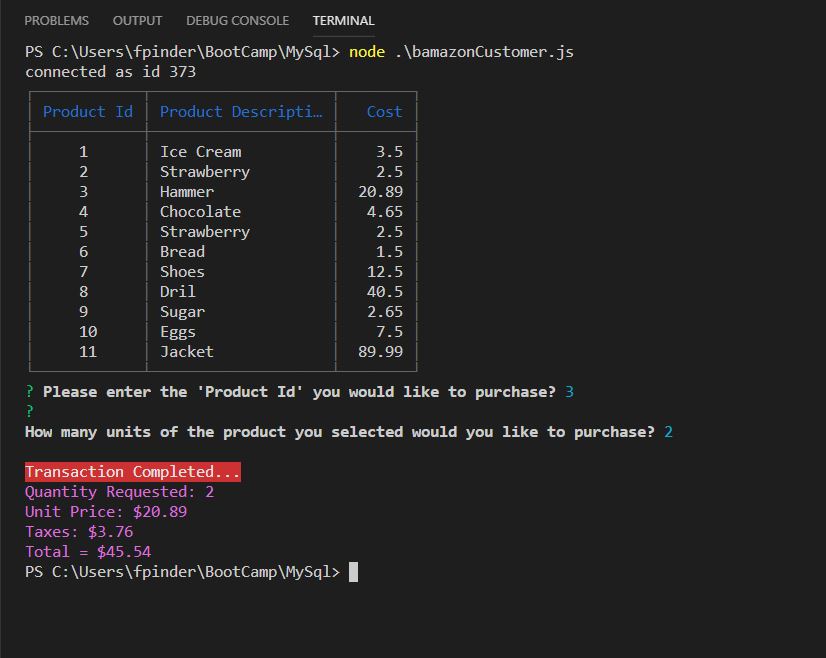 PROBLEMS OUTPUT DEBUG CONSOLE TERMINAL
PS C:\Users\fpinder\BootCamp\MySql> node .\bamazonCustomer.js
connected as id 373
Product Id Product Descripti… Cost
1 Ice Cream 3.5
2 Strawberry 2.5
3 Hammer 20.89
4 Chocolate 4.65
5 Strawberry 2.5
6 Bread 1.5
7 Shoes 12.5
8 Dril 40.5
9 Sugar 2.65
10 Eggs 7.5
11 Jacket 89.99
? Please enter the 'Product Id' you would like to purchase? 3
?
How many units of the product you selected would you like to purchase? 2
Transaction Completed...
Quantity Requested: 2
Unit Price: $20.89
Taxes: $3.76
Total = $45.54
PS C:\Users\fpinder\BootCamp\MySql>